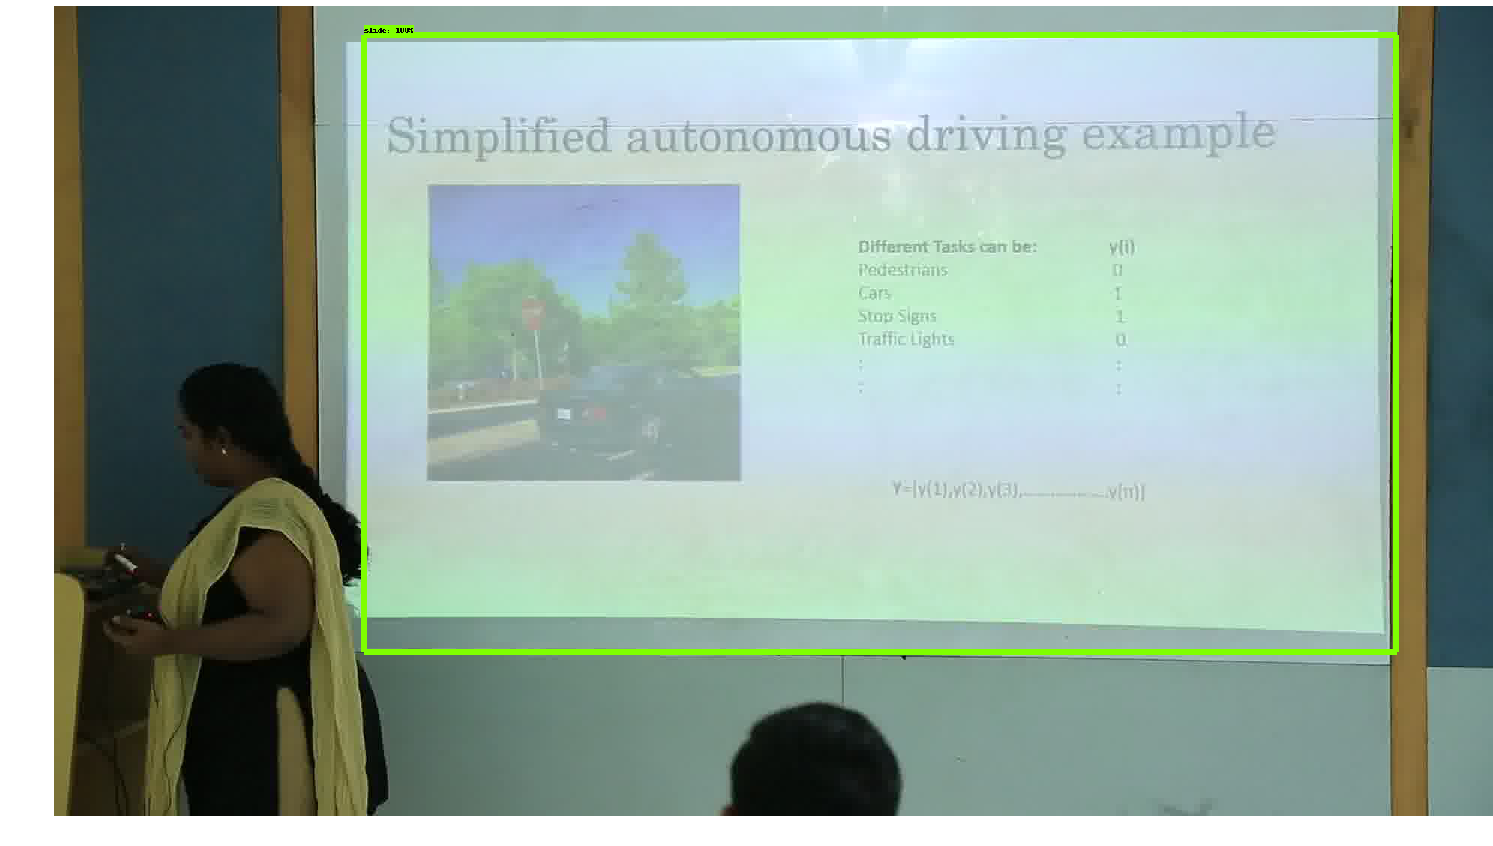 slide: 100%
Simplified autonomous driving example
Different Tasks can be: y(i)
Pedestrians 0
Cars 1
Stop Signs 1
Traffic Lights 0
: :
: :
Y=[y(1),y(2),y(3),....................y(n)]